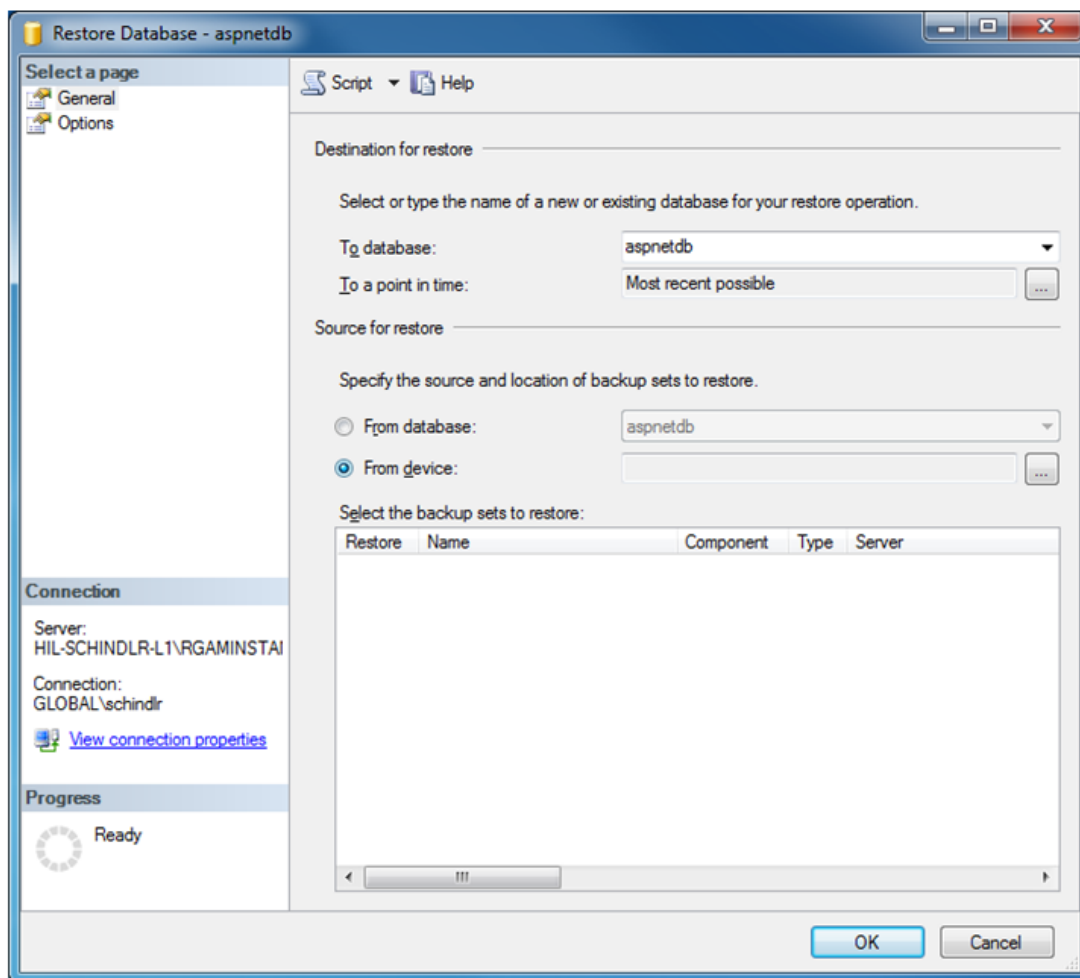 Restore Database - aspnetdb
Select a page
General
Options
Script
Help
Destination for restore
Select or type the name of a new or existing database for your restore operation.
To database:
aspnetdb
To a point in time:
Most recent possible
...
Source for restore
Specify the source and location of backup sets to restore.
From database:
aspnetdb
From device:
...
Select the backup sets to restore:
Restore Name Component Type Server
Connection
Server:
HIL-SCHINDLR-L1\RGAMINSTAN
Connection:
GLOBAL\schindlr
View connection properties
Progress
Ready
OK
Cancel